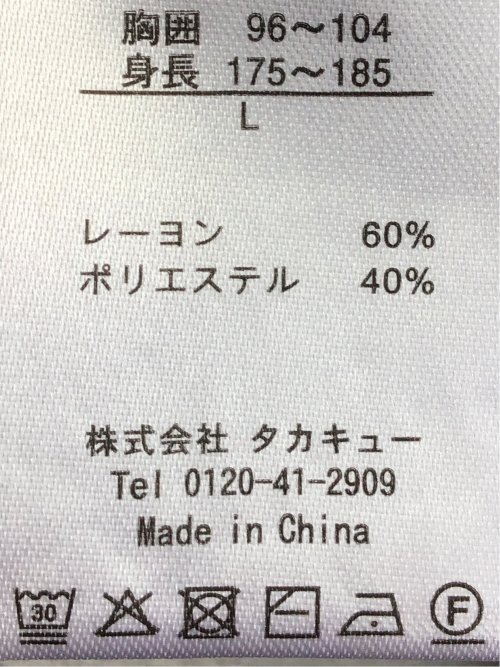 胸囲 96～104
身長 175～185
L
レーヨン 60%
ポリエステル 40%
株式会社 タカキュー
Tel 0120-41-2909
Made in China
30 F